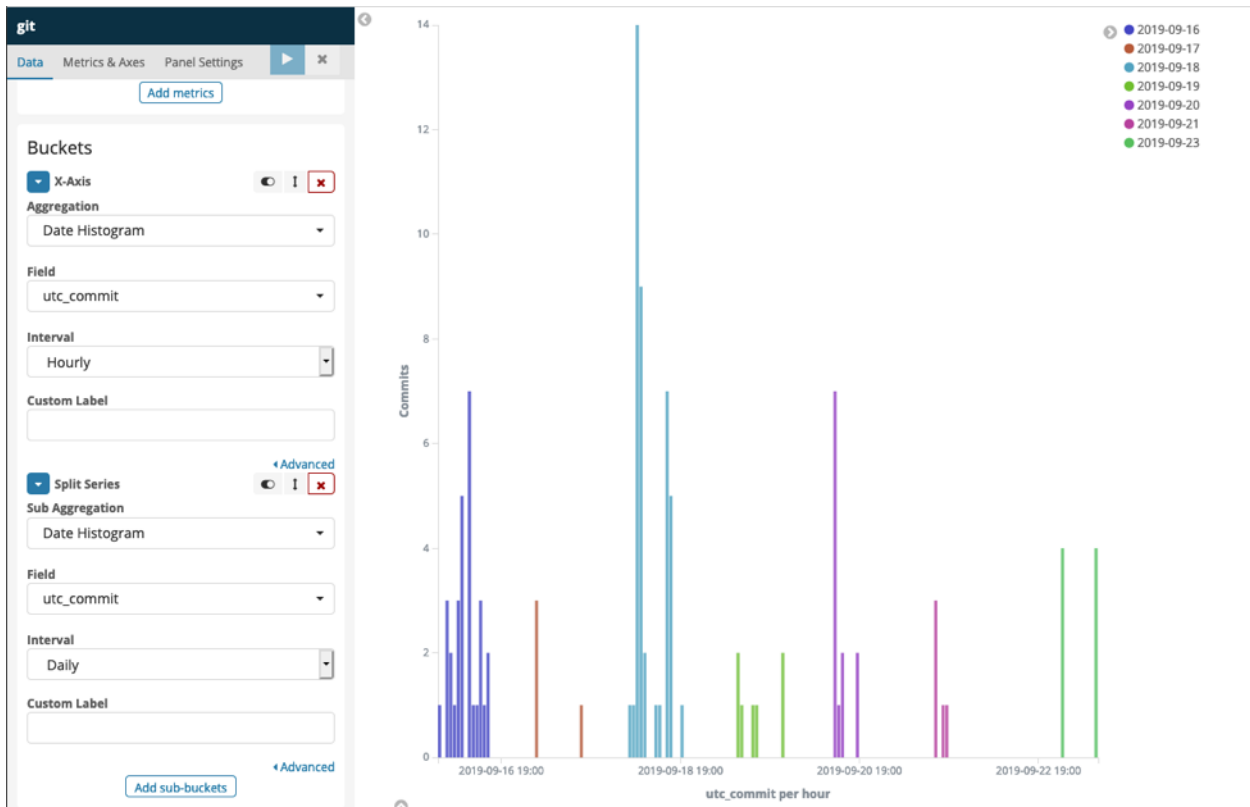 git
Data Metrics & Axes Panel Settings
Add metrics
Buckets
X-Axis
Aggregation
Date Histogram
Field
utc_commit
Interval
Hourly
Custom Label
Advanced
Split Series
Sub Aggregation
Date Histogram
Field
utc_commit
Interval
Daily
Custom Label
Advanced
Add sub-buckets
Commits
14
12
10
8
6
4
2
0
2019-09-16 19:00 2019-09-18 19:00 2019-09-20 19:00 2019-09-22 19:00
utc_commit per hour
2019-09-16
2019-09-17
2019-09-18
2019-09-19
2019-09-20
2019-09-21
2019-09-23